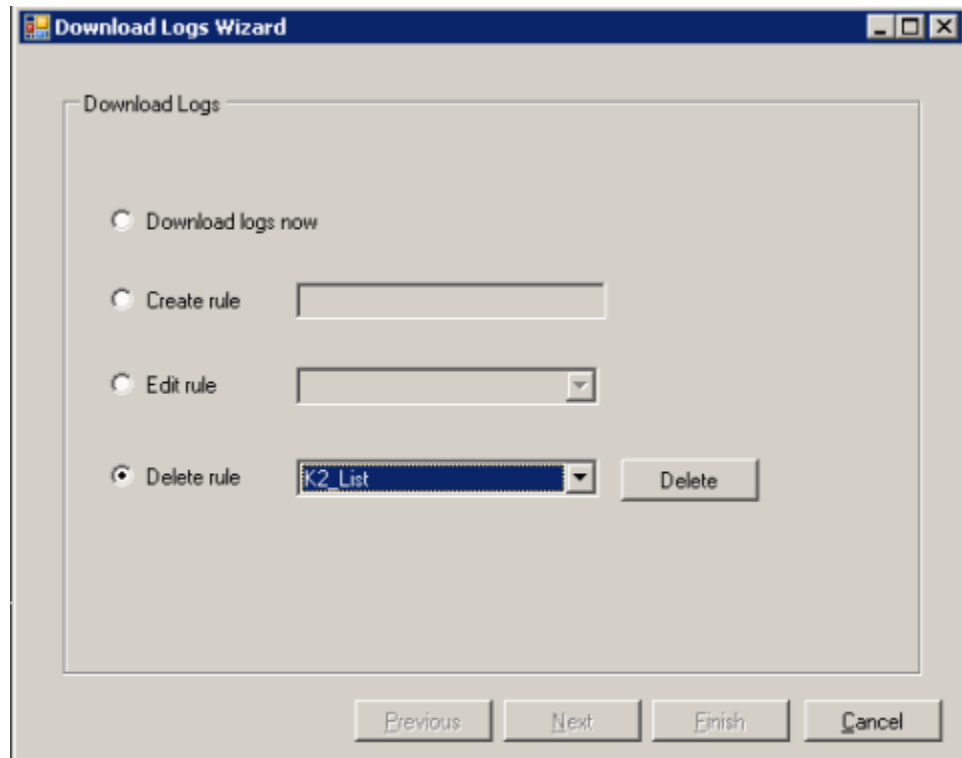 Download Logs Wizard
Download Logs
Download logs now
Create rule
Edit rule
Delete rule K2_List Delete
Previous Next Finish Cancel